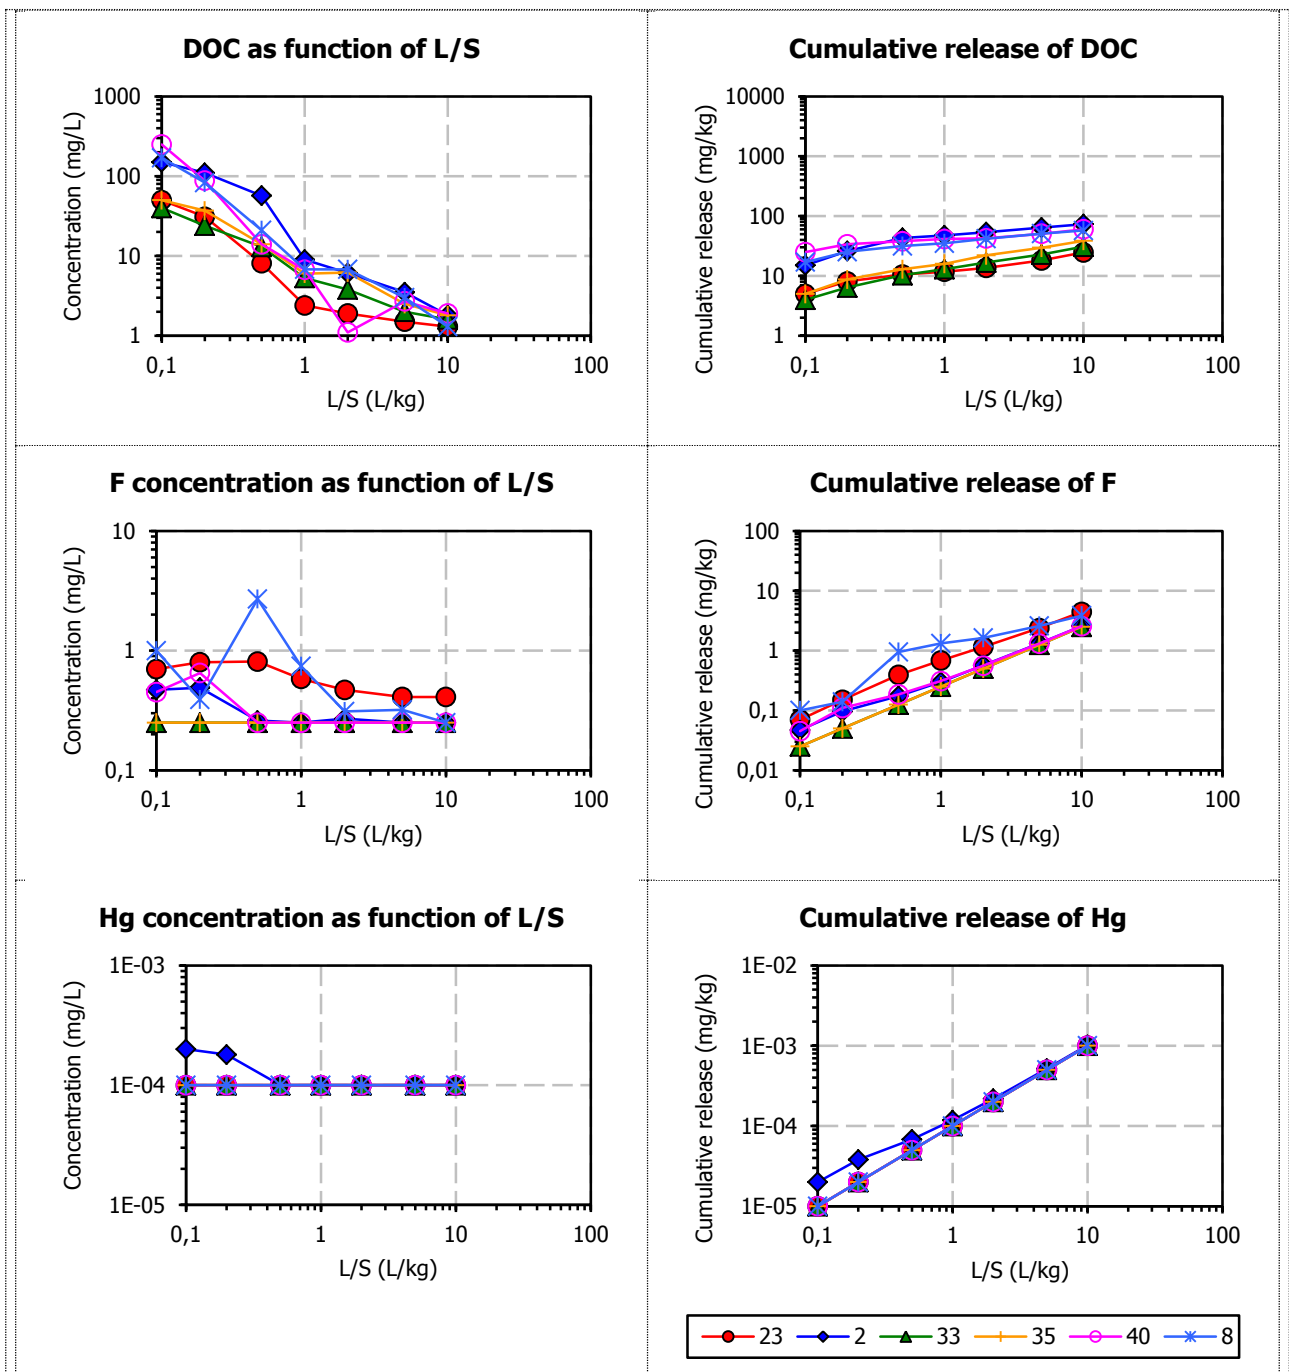 DOC as function of L/S
Concentration (mg/L)
1000
100
10
1
0,1 1 10 100
L/S (L/kg)
Cumulative release of DOC
Cumulative release (mg/kg)
10000
1000
100
10
1
0,1 1 10 100
L/S (L/kg)
F concentration as function of L/S
Concentration (mg/L)
10
1
0,1
0,1 1 10 100
L/S (L/kg)
Cumulative release of F
Cumulative release (mg/kg)
100
10
1
0,1
0,01
0,1 1 10 100
L/S (L/kg)
Hg concentration as function of L/S
Concentration (mg/L)
1E-03
1E-04
1E-05
0,1 1 10 100
L/S (L/kg)
Cumulative release of Hg
Cumulative release (mg/kg)
1E-02
1E-03
1E-04
1E-05
0,1 1 10 100
L/S (L/kg)
23 2 33 35 40 8